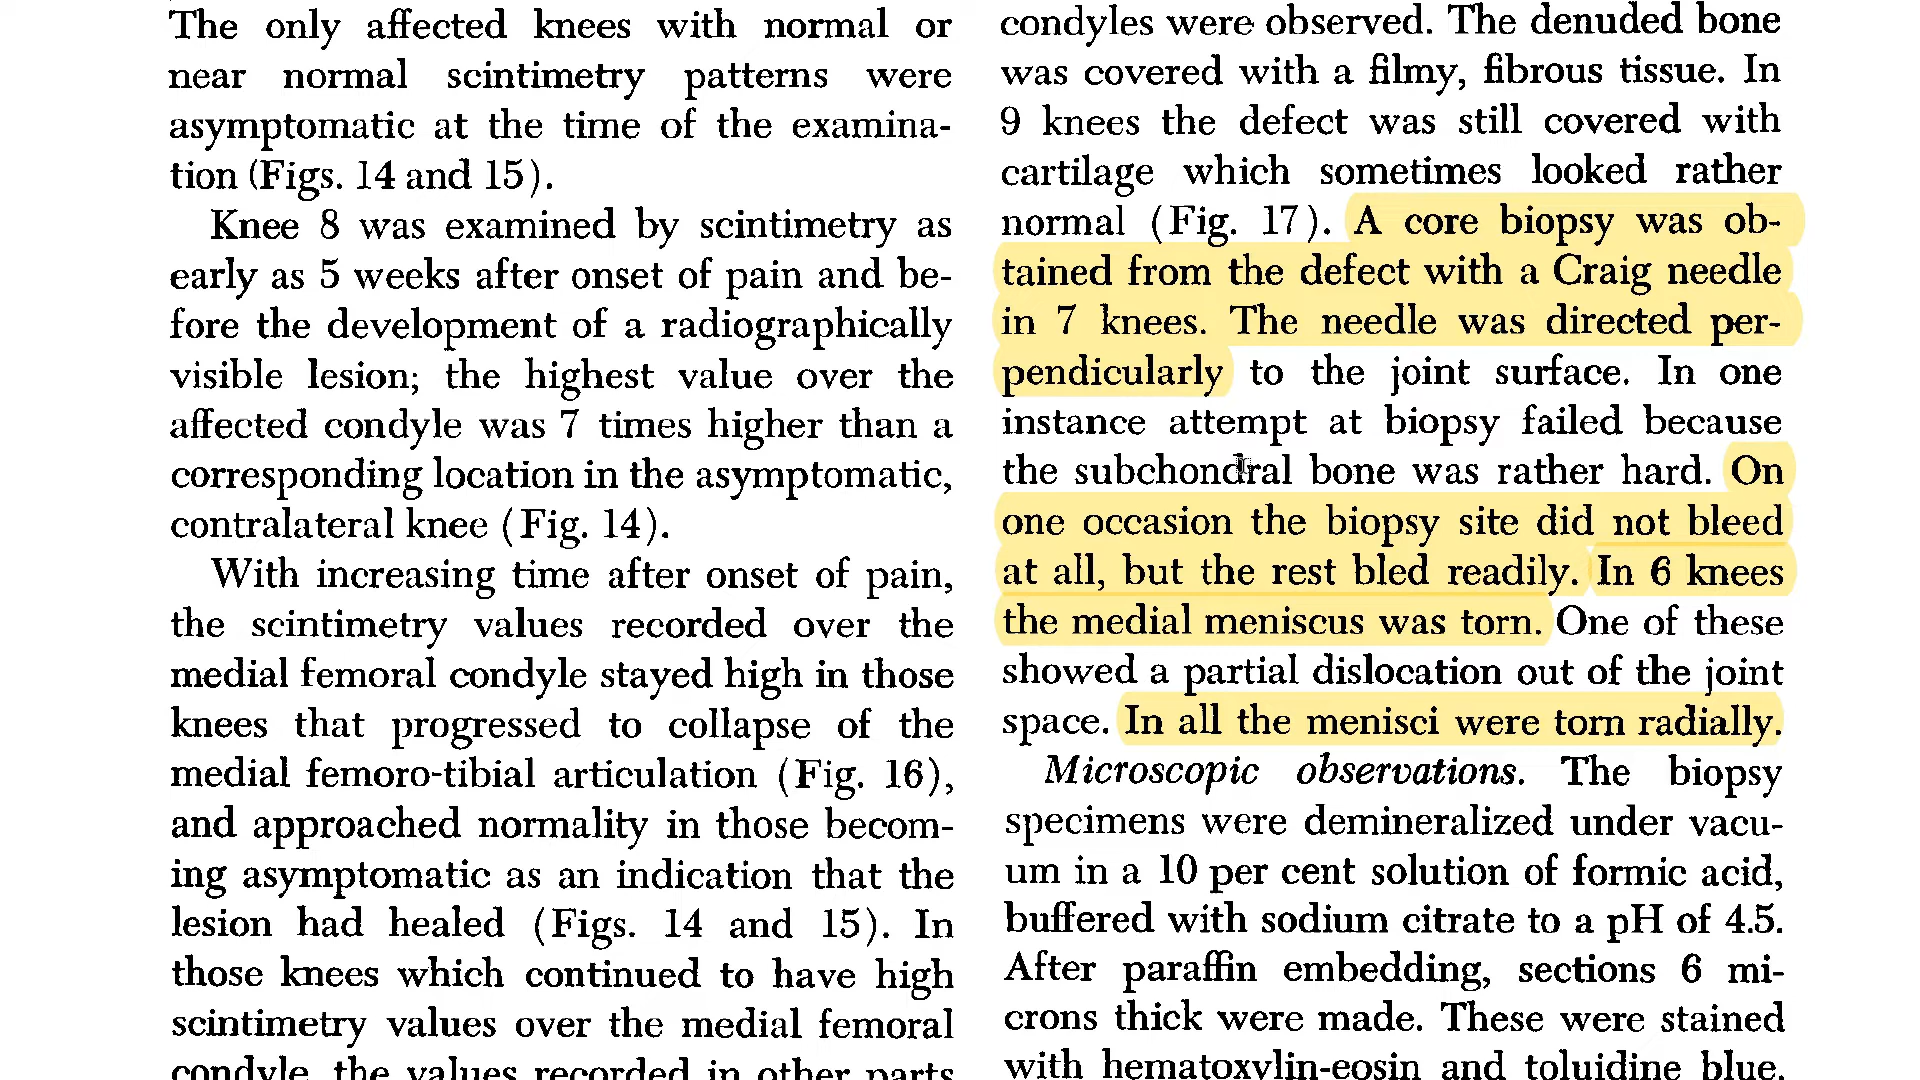 The only affected knees with normal or
near normal scintimetry patterns were
asymptomatic at the time of the examina-
tion (Figs. 14 and 15).
Knee 8 was examined by scintimetry as
early as 5 weeks after onset of pain and be-
fore the development of a radiographically
visible lesion; the highest value over the
affected condyle was 7 times higher than a
corresponding location in the asymptomatic,
contralateral knee (Fig. 14).
With increasing time after onset of pain,
the scintimetry values recorded over the
medial femoral condyle stayed high in those
knees that progressed to collapse of the
medial femoro-tibial articulation (Fig. 16),
and approached normality in those becom-
ing asymptomatic as an indication that the
lesion had healed (Figs. 14 and 15). In
those knees which continued to have high
scintimetry values over the medial femoral
condyle, the values recorded in other parts
condyles were observed. The denuded bone
was covered with a filmy, fibrous tissue. In
9 knees the defect was still covered with
cartilage which sometimes looked rather
normal (Fig. 17). A core biopsy was ob-
tained from the defect with a Craig needle
in 7 knees. The needle was directed per-
pendicularly to the joint surface. In one
instance attempt at biopsy failed because
the subchondral bone was rather hard. On
one occasion the biopsy site did not bleed
at all, but the rest bled readily. In 6 knees
the medial meniscus was torn. One of these
showed a partial dislocation out of the joint
space. In all the menisci were torn radially.
Microscopic observations. The biopsy
specimens were demineralized under vacu-
um in a 10 per cent solution of formic acid,
buffered with sodium citrate to a pH of 4.5.
After paraffin embedding, sections 6 mi-
crons thick were made. These were stained
with hematoxylin-eosin and toluidine blue.